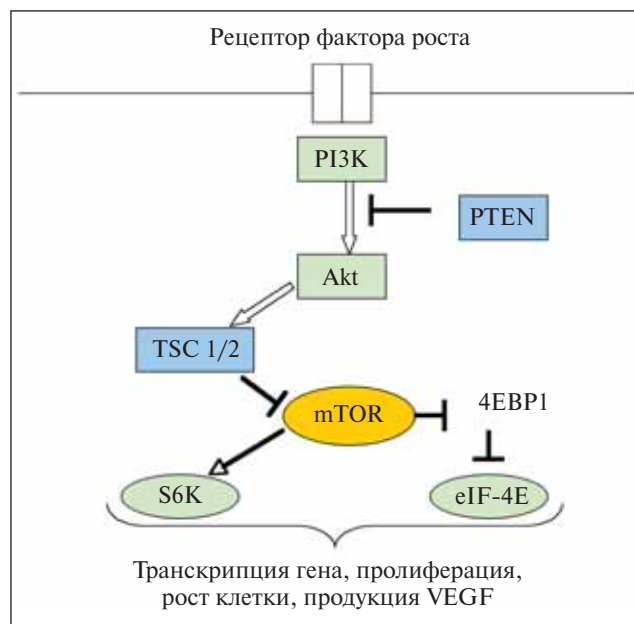 Рецептор фактора роста
PI3K
PTEN
Akt
TSC 1/2
mTOR
4EBP1
S6K
eIF-4E
Транскрипция гена, пролиферация,
рост клетки, продукция VEGF